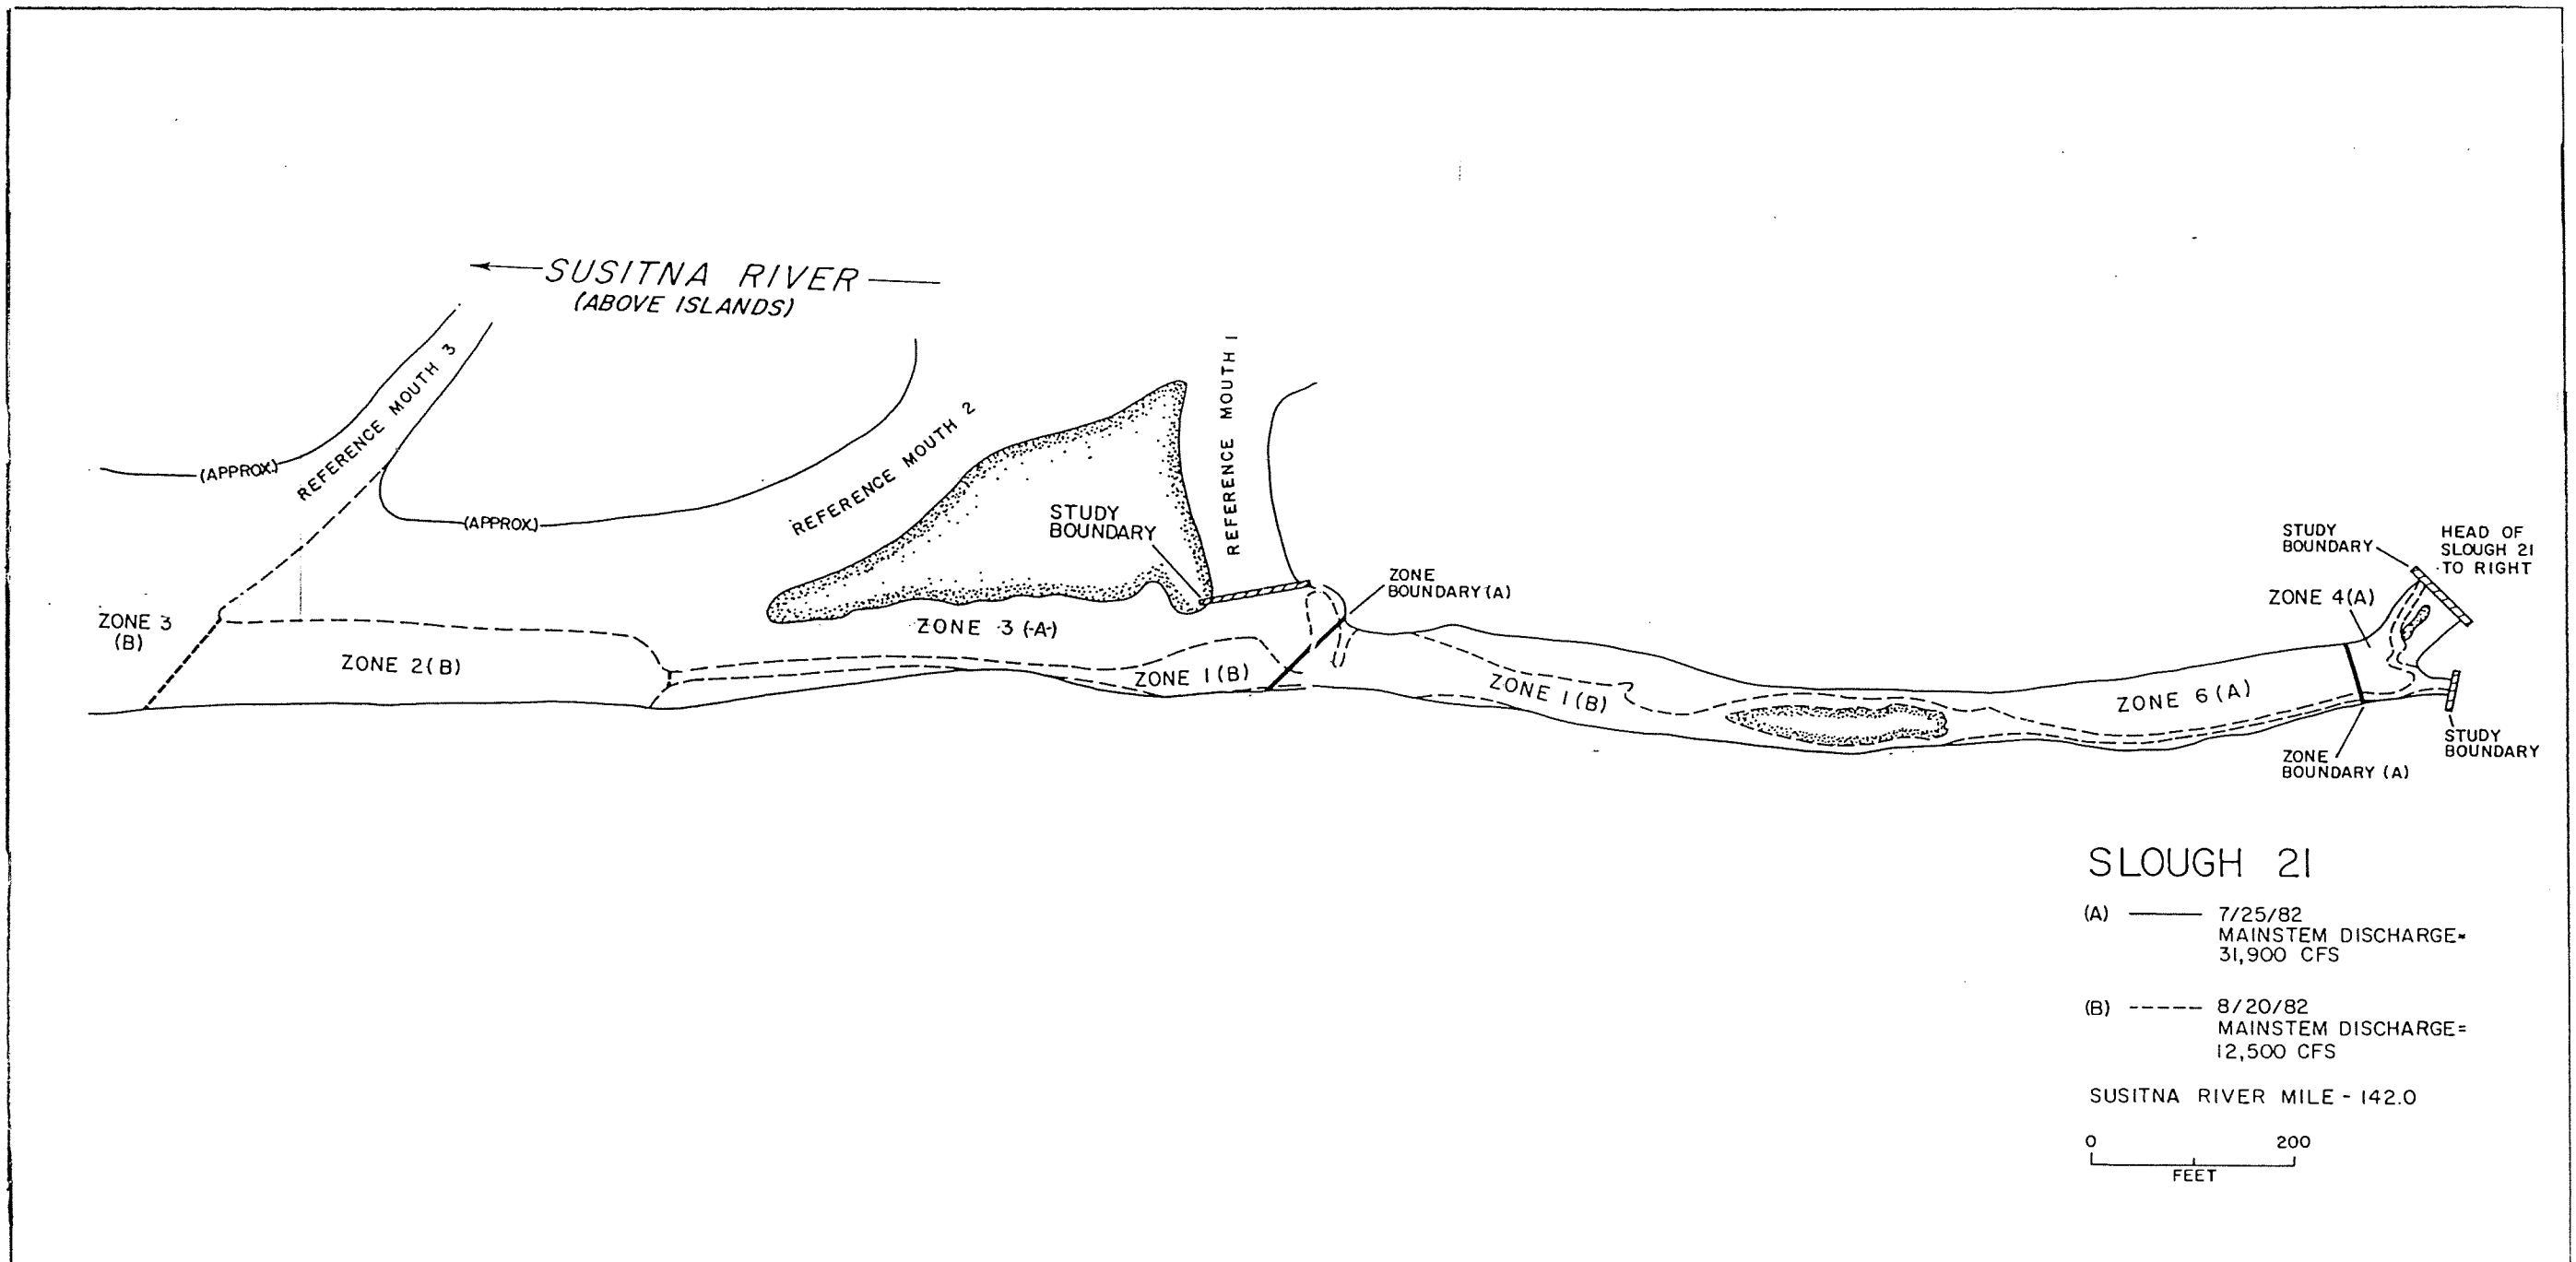 SUSITNA RIVER
(ABOVE ISLANDS)
REFERENCE MOUTH 3
REFERENCE MOUTH 2
REFERENCE MOUTH 1
(APPROX.)
(APPROX.)
STUDY
BOUNDARY
ZONE
BOUNDARY (A)
STUDY
BOUNDARY
HEAD OF
SLOUGH 21
TO RIGHT
ZONE 4 (A)
ZONE 3
(B)
ZONE 2 (B)
ZONE 3 (A)
ZONE 1 (B)
ZONE 1 (B)
ZONE 6 (A)
ZONE
BOUNDARY (A)
STUDY
BOUNDARY
SLOUGH 21
(A) 7/25/82
MAINSTEM DISCHARGE=
31,900 CFS
(B) 8/20/82
MAINSTEM DISCHARGE=
12,500 CFS
SUSITNA RIVER MILE - 142.0
0 200
FEET